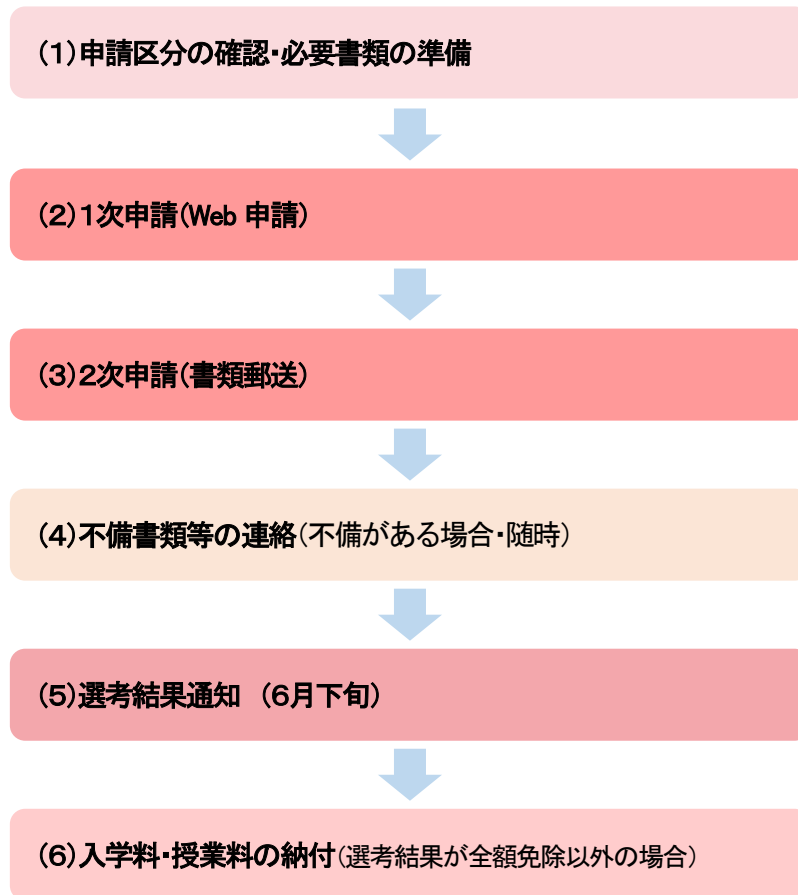 (1)申請区分の確認・必要書類の準備
(2)1次申請(Web 申請)
(3)2次申請(書類郵送)
(4)不備書類等の連絡(不備がある場合・随時)
(5)選考結果通知 (6月下旬)
(6)入学料・授業料の納付(選考結果が全額免除以外の場合)